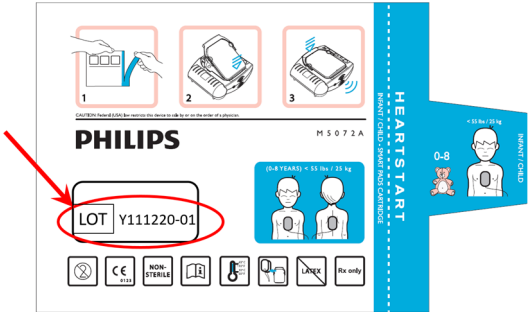 1
2
3
CAUTION: Federal (USA) law restricts this device to sale by or on the order of a physician.
PHILIPS
M5072A
LOT Y111220-01
(0-8 YEARS) < 55 lbs / 25 kg
CE
0123
NON-
STERILE
i
LATEX
Rx only
HEARTSTART
INFANT / CHILD - SMART PADS CARTRIDGE
< 55 lbs / 25 kg
0-8
INFANT / CHILD